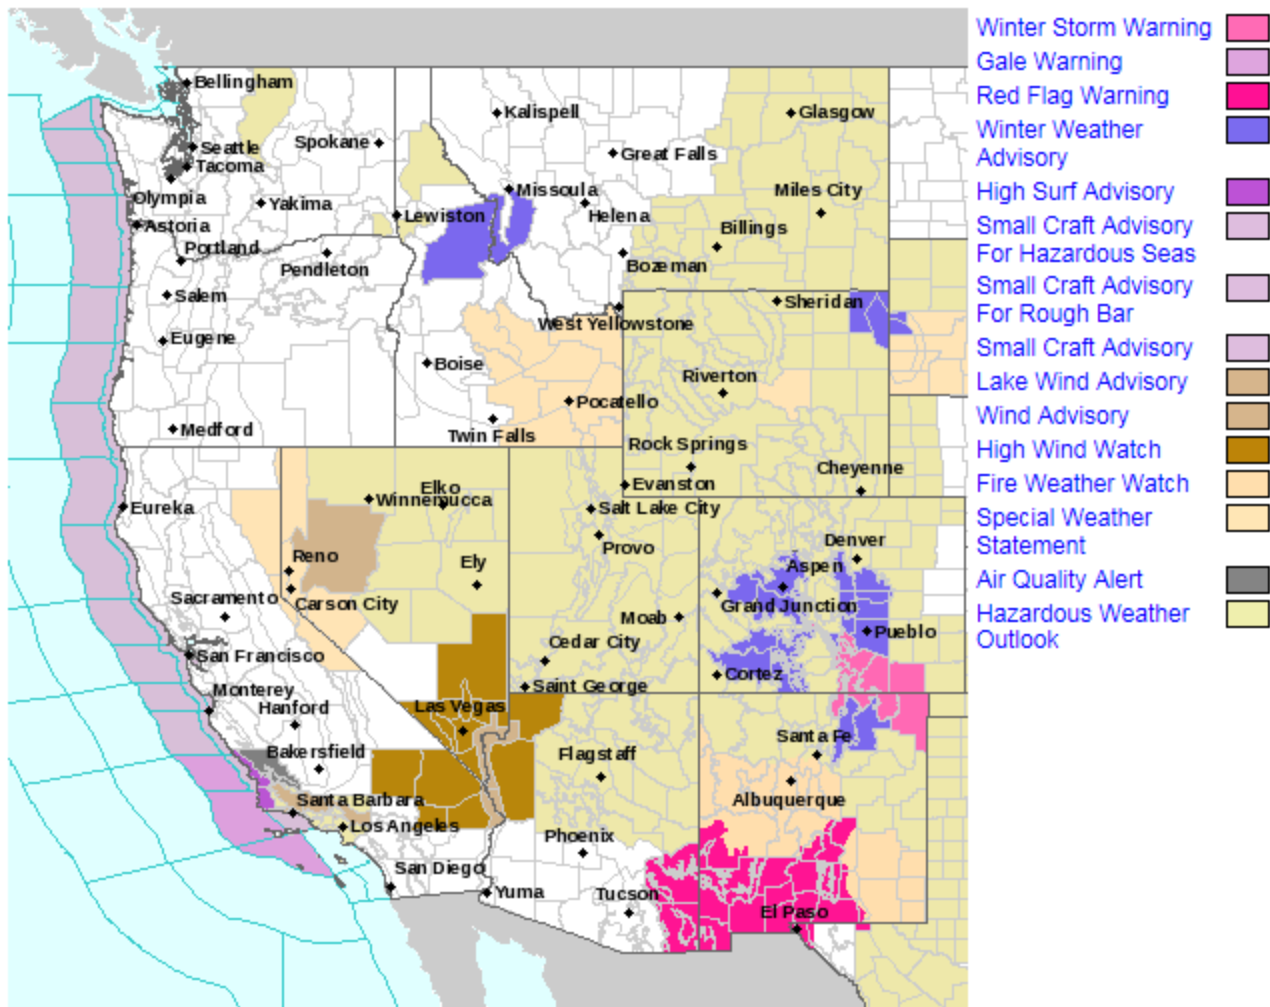 Bellingham
Kalispell
Glasgow
Seattle
Spokane
Great Falls
Tacoma
Olympia
Yakima
Missoula
Miles City
Lewiston
Helena
Astoria
Billings
Portland
Pendleton
Bozeman
Salem
Sheridan
West Yellowstone
Eugene
Boise
Riverton
Pocatello
Medford
Twin Falls
Rock Springs
Cheyenne
Evanston
Elko
Winnemucca
Eureka
Salt Lake City
Provo
Denver
Reno
Ely
Aspen
Sacramento
Carson City
Grand Junction
Moab
Pueblo
San Francisco
Cedar City
Cortez
Monterey
Saint George
Hanford
Las Vegas
Santa Fe
Bakersfield
Flagstaff
Albuquerque
Santa Barbara
Los Angeles
Phoenix
San Diego
Yuma
Tucson
El Paso
Winter Storm Warning
Gale Warning
Red Flag Warning
Winter Weather
Advisory
High Surf Advisory
Small Craft Advisory
For Hazardous Seas
Small Craft Advisory
For Rough Bar
Small Craft Advisory
Lake Wind Advisory
Wind Advisory
High Wind Watch
Fire Weather Watch
Special Weather
Statement
Air Quality Alert
Hazardous Weather
Outlook